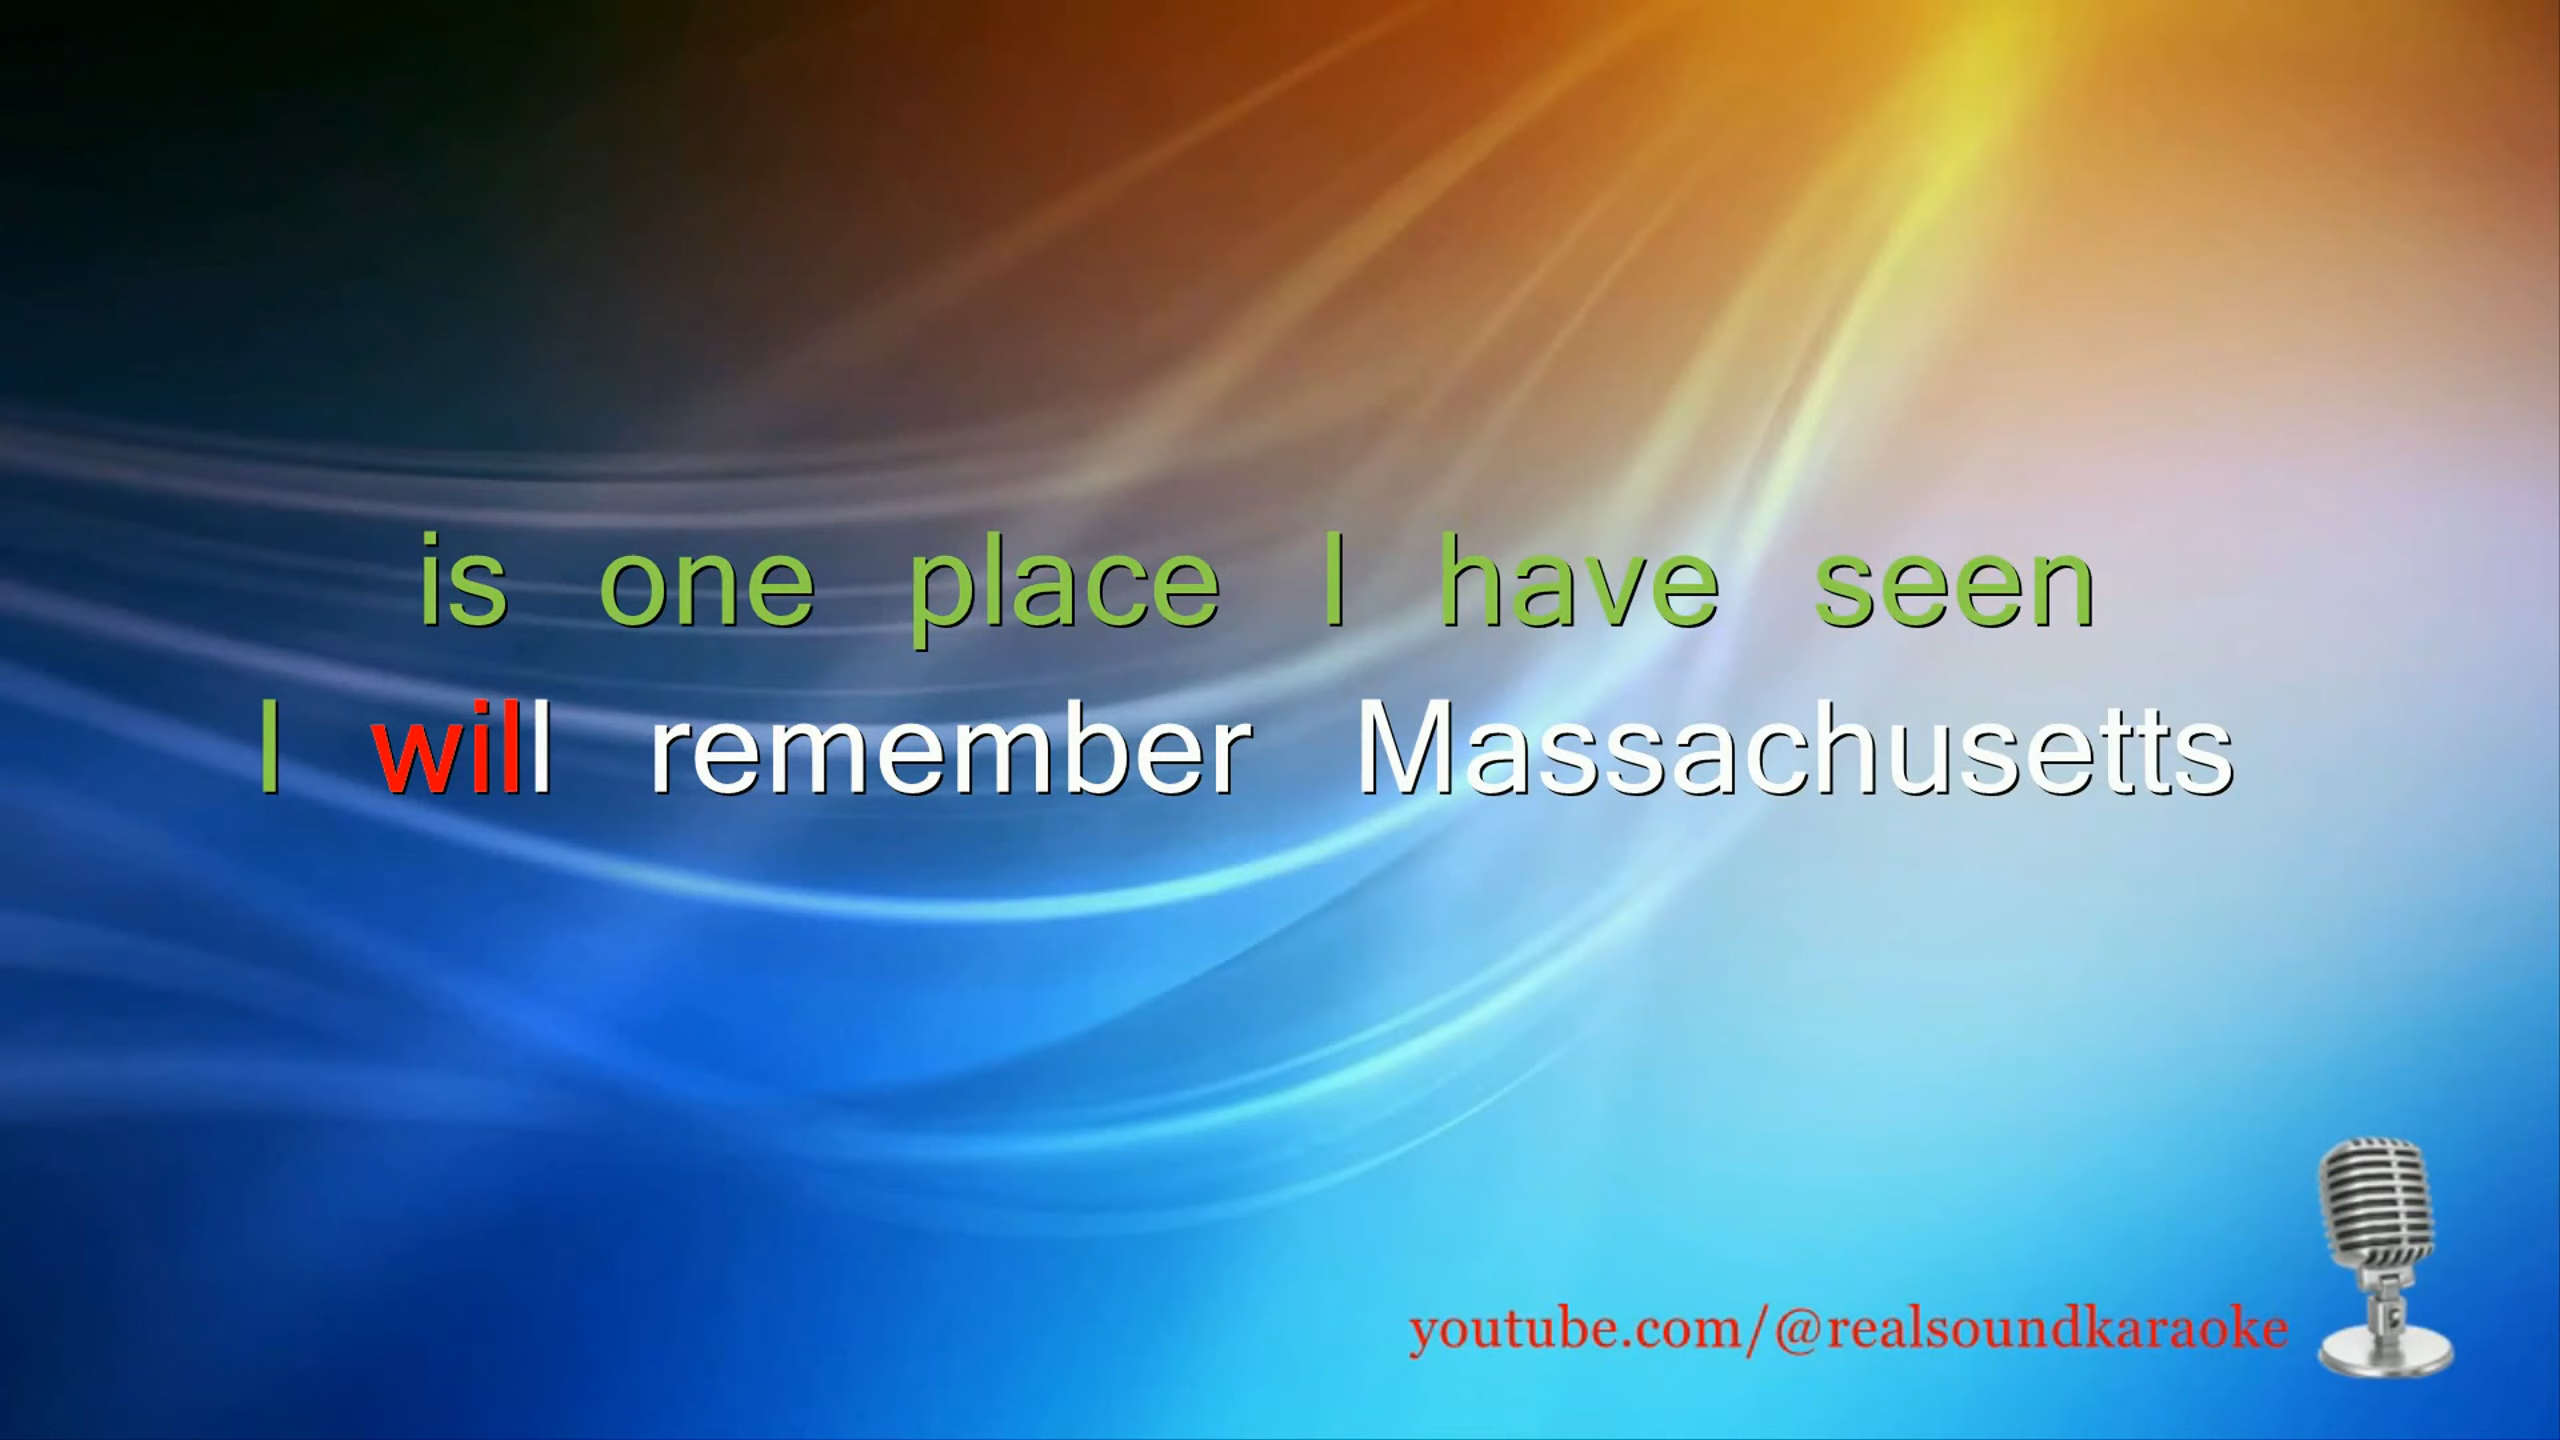 is one place I have seen
I will remember Massachusetts
youtube.com/@realsoundkaraoke